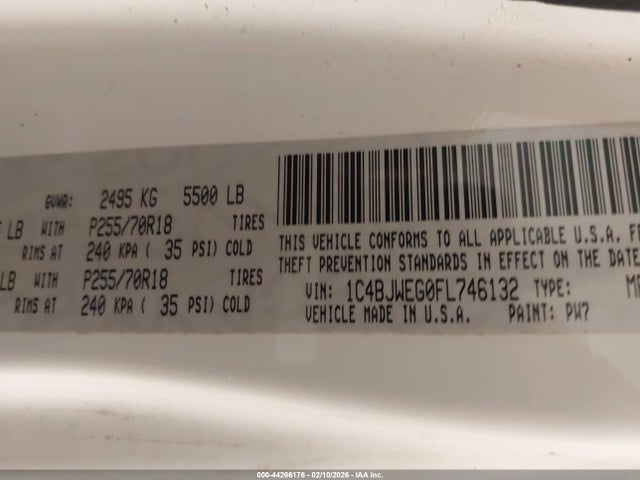 GVWR: 2495 KG 5500 LB
LB WITH P255/70R18 TIRES
RIMS AT 240 KPA ( 35 PSI) COLD
LB WITH P255/70R18 TIRES
RIMS AT 240 KPA ( 35 PSI) COLD
THIS VEHICLE CONFORMS TO ALL APPLICABLE U.S.A. FE
THEFT PREVENTION STANDARDS IN EFFECT ON THE DATE
VIN: 1C4BJWEG0FL746132 TYPE: MP
VEHICLE MADE IN U.S.A. PAINT: PW7
000-44266176 - 02/10/2026 - IAA Inc.